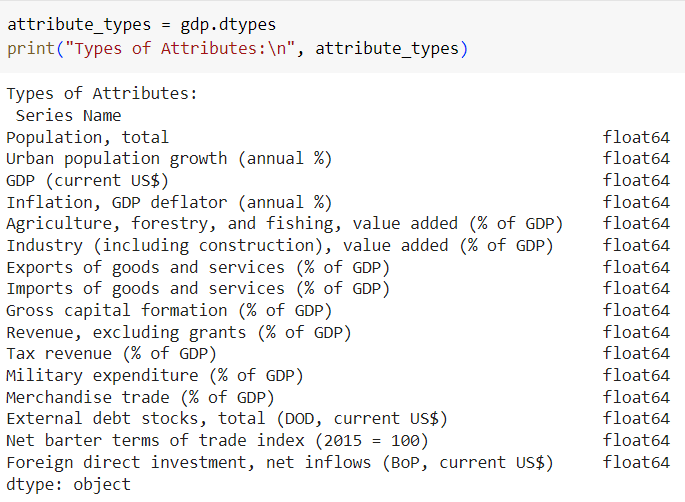 attribute_types = gdp.dtypes
print("Types of Attributes:\n", attribute_types)
Types of Attributes:
 Series Name
Population, total                                             float64
Urban population growth (annual %)                            float64
GDP (current US$)                                             float64
Inflation, GDP deflator (annual %)                            float64
Agriculture, forestry, and fishing, value added (% of GDP)    float64
Industry (including construction), value added (% of GDP)     float64
Exports of goods and services (% of GDP)                      float64
Imports of goods and services (% of GDP)                      float64
Gross capital formation (% of GDP)                            float64
Revenue, excluding grants (% of GDP)                          float64
Tax revenue (% of GDP)                                        float64
Military expenditure (% of GDP)                               float64
Merchandise trade (% of GDP)                                  float64
External debt stocks, total (DOD, current US$)                float64
Net barter terms of trade index (2015 = 100)                  float64
Foreign direct investment, net inflows (BoP, current US$)     float64
dtype: object